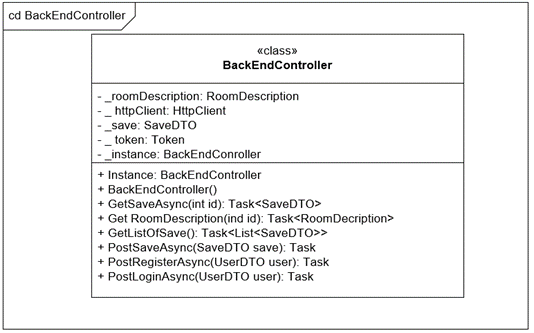 cd BackEndController
«class»
BackEndController
- _roomDescription: RoomDescription
- _ httpClient: HttpClient
- _save: SaveDTO
- _ token: Token
- _instance: BackEndConroller
+ Instance: BackEndController
+ BackEndController()
+ GetSaveAsync(int id): Task<SaveDTO>
+ Get RoomDescription(ind id): Task<RoomDecription>
+ GetListOfSave(): Task<List<SaveDTO>>
+ PostSaveAsync(SaveDTO save): Task
+ PostRegisterAsync(UserDTO user): Task
+ PostLoginAsync(UserDTO user): Task